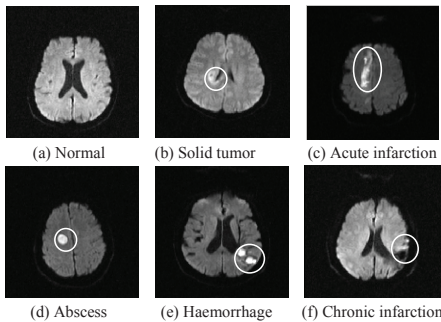 (a) Normal
(b) Solid tumor
(c) Acute infarction
(d) Abscess
(e) Haemorrhage
(f) Chronic infarction